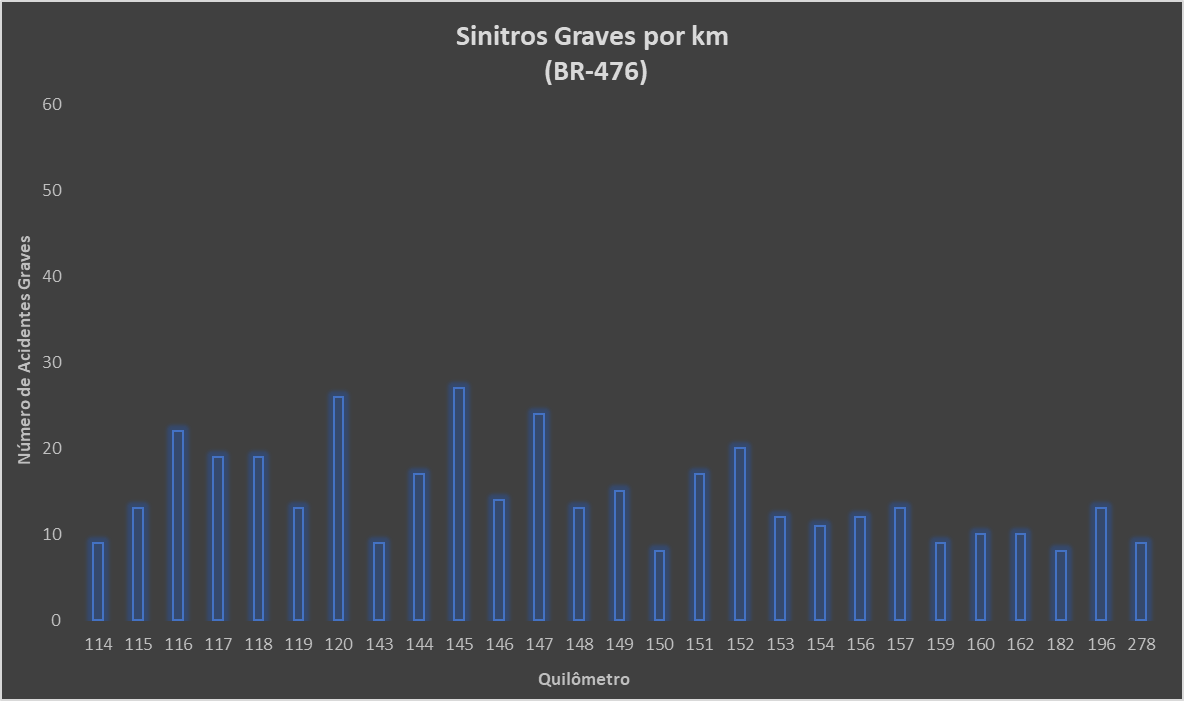 Sinitros Graves por km
(BR-476)
Número de Acidentes Graves
60
50
40
30
20
10
0
114 115 116 117 118 119 120 143 144 145 146 147 148 149 150 151 152 153 154 156 157 159 160 162 182 196 278
Quilômetro